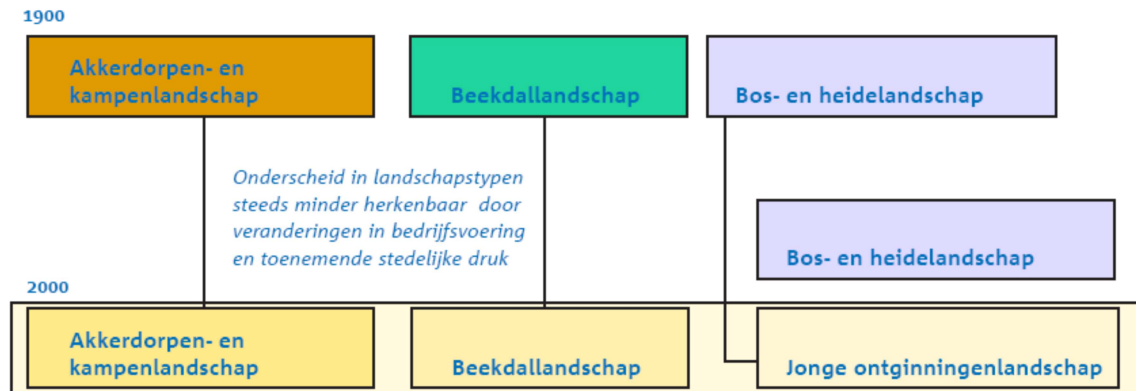 1900
Akkerdorpen- en
kampenlandschap
Beekdallandschap
Bos- en heidelandschap
Onderscheid in landschapstypen
steeds minder herkenbaar door
veranderingen in bedrijfsvoering
en toenemende stedelijke druk
Bos- en heidelandschap
2000
Akkerdorpen- en
kampenlandschap
Beekdallandschap
Jonge ontginningenlandschap